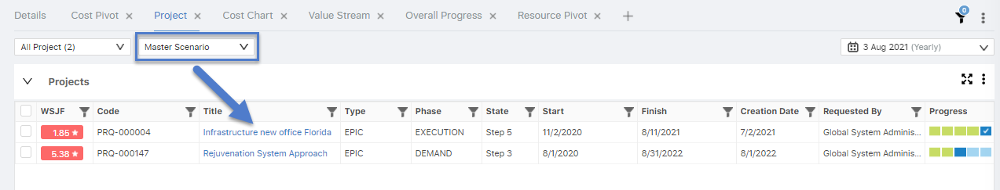 Details Cost Pivot Project Cost Chart Value Stream Overall Progress Resource Pivot
0
All Project (2) Master Scenario 3 Aug 2021 (Yearly)
Projects
WSJF Code Title Type Phase State Start Finish Creation Date Requested By Progress
1.85 PRQ-000004 Infrastructure new office Florida EPIC EXECUTION Step 5 11/2/2020 8/11/2021 7/2/2021 Global System Adminis...
5.38 PRQ-000147 Rejuvenation System Approach EPIC DEMAND Step 3 8/1/2020 8/31/2022 8/1/2022 Global System Adminis...